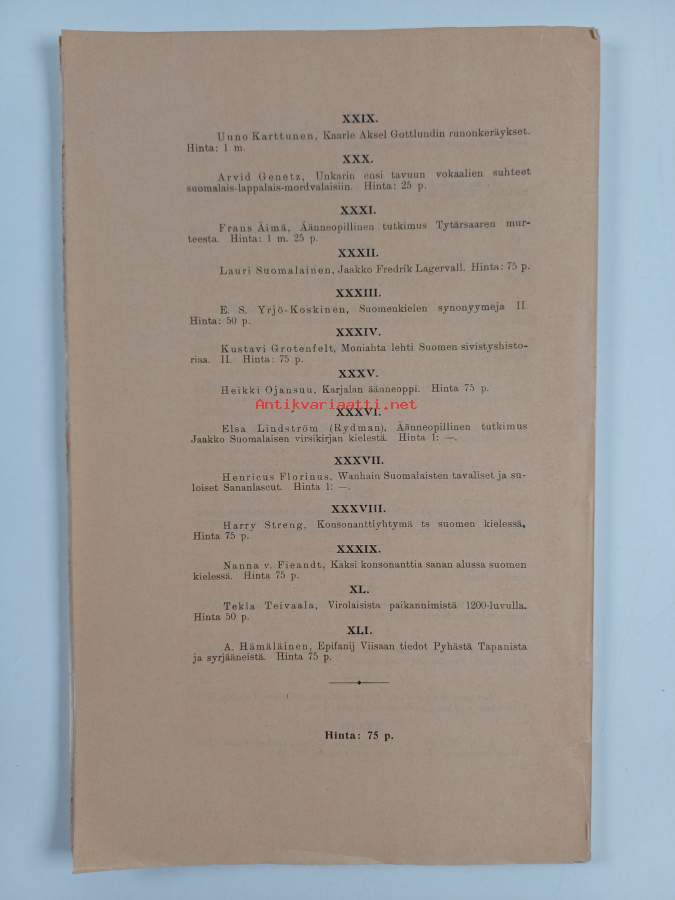 XXIX.
Uuno Karttunen, Kaarle Aksel Gottlundin runonkeräykset.
Hinta: 1 m.
XXX.
Arvid Genetz, Unkarin ensi tavuun vokaalien suhteet
suomalais-lappalais-mordvalaisiin. Hinta: 25 p.
XXXI.
Frans Äimä, Äänneopillinen tutkimus Tytärsaaren mur-
teesta. Hinta: 1 m. 25 p.
XXXII.
Lauri Suomalainen, Jaakko Fredrik Lagervall. Hinta: 75 p.
XXXIII.
E. S. Yrjö-Koskinen, Suomenkielen synonyymeja II.
Hinta: 50 p.
XXXIV.
Kustavi Grotenfelt, Moniahta lehti Suomen sivistyshisto-
riaa. II. Hinta: 75 p.
XXXV.
Heikki Ojansuu, Karjalan äänneoppi. Hinta 75 p.
Antikvariaatti.net
XXXVI.
Elsa Lindström (Rydman), Äänneopillinen tutkimus
Jaakko Suomalaisen virsikirjan kielestä. Hinta 1: —.
XXXVII.
Henricus Florinus, Wanhain Suomalaisten tavaliset ja su-
loiset Sananlascut. Hinta 1: —.
XXXVIII.
Harry Streng, Konsonanttiyhtymä ts suomen kielessä.
Hinta 75 p.
XXXIX.
Nanna v. Fieandt, Kaksi konsonanttia sanan alussa suomen
kielessä. Hinta 75 p.
XL.
Tekla Teivaala, Virolaisista paikannimistä 1200-luvulla.
Hinta 50 p.
XLI.
A. Hämäläinen, Epifanij Viisaan tiedot Pyhästä Tapanista
ja syrjääneistä. Hinta 75 p.
Hinta: 75 p.